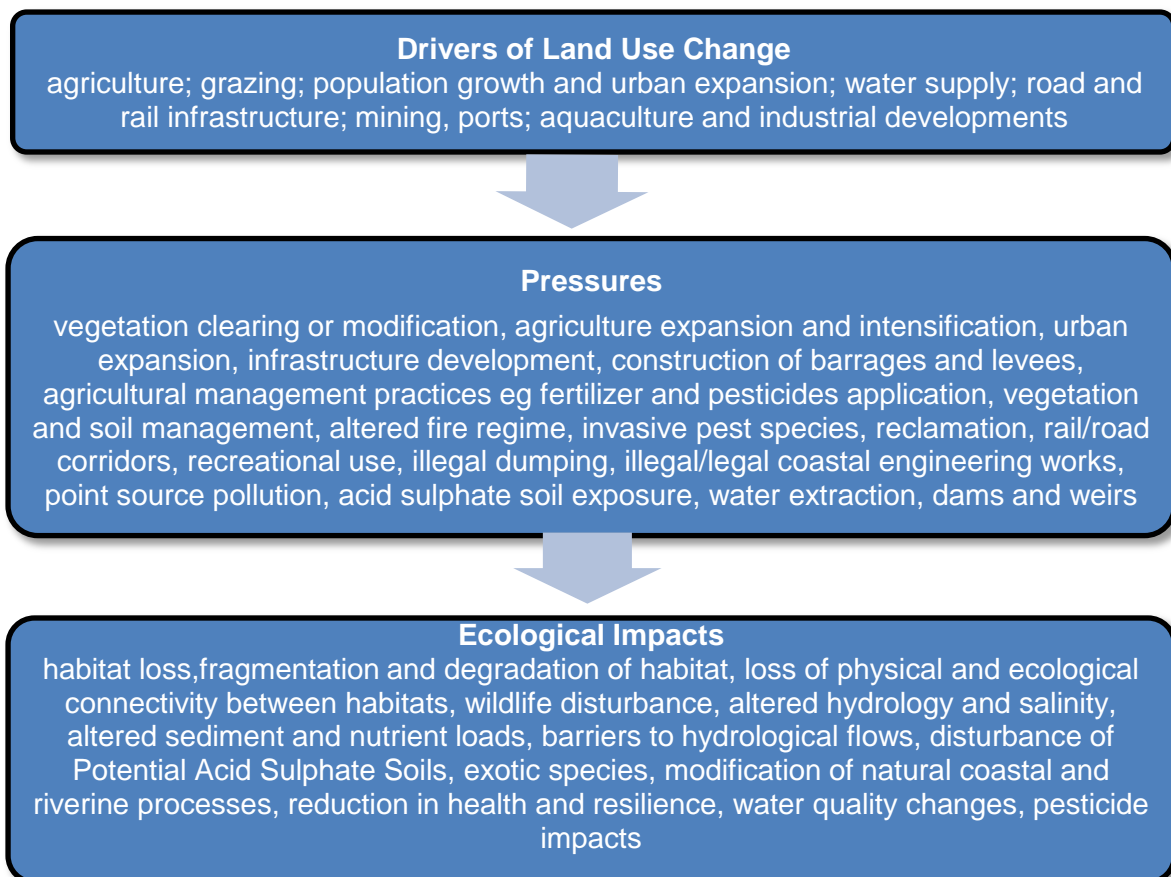 Drivers of Land Use Change
agriculture; grazing; population growth and urban expansion; water supply; road and
rail infrastructure; mining, ports; aquaculture and industrial developments
Pressures
vegetation clearing or modification, agriculture expansion and intensification, urban
expansion, infrastructure development, construction of barrages and levees,
agricultural management practices eg fertilizer and pesticides application, vegetation
and soil management, altered fire regime, invasive pest species, reclamation, rail/road
corridors, recreational use, illegal dumping, illegal/legal coastal engineering works,
point source pollution, acid sulphate soil exposure, water extraction, dams and weirs
Ecological Impacts
habitat loss,fragmentation and degradation of habitat, loss of physical and ecological
connectivity between habitats, wildlife disturbance, altered hydrology and salinity,
altered sediment and nutrient loads, barriers to hydrological flows, disturbance of
Potential Acid Sulphate Soils, exotic species, modification of natural coastal and
riverine processes, reduction in health and resilience, water quality changes, pesticide
impacts